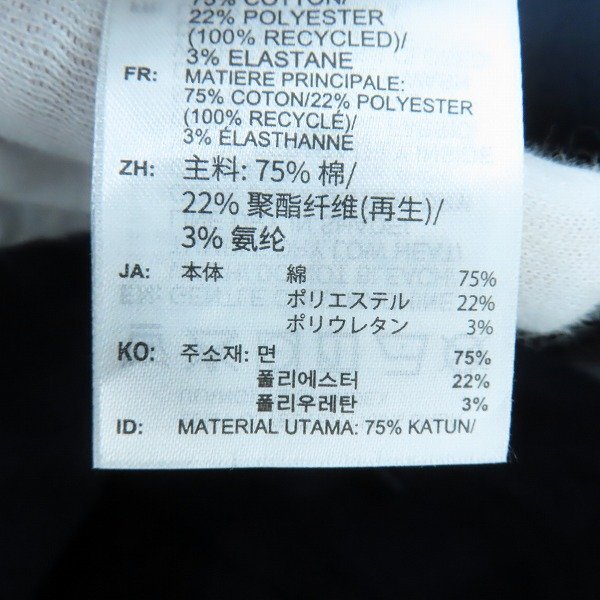 75% COTTON/
22% POLYESTER
(100% RECYCLED)/
3% ELASTANE
FR: MATIERE PRINCIPALE:
75% COTON/22% POLYESTER
(100% RECYCLÉ)/
3% ÉLASTHANNE
ZH: 主料: 75% 棉/
22% 聚酯纤维(再生)/
3% 氨纶
JA: 本体 綿 75%
ポリエステル 22%
ポリウレタン 3%
KO: 주소재: 면 75%
폴리에스터 22%
폴리우레탄 3%
ID: MATERIAL UTAMA: 75% KATUN/